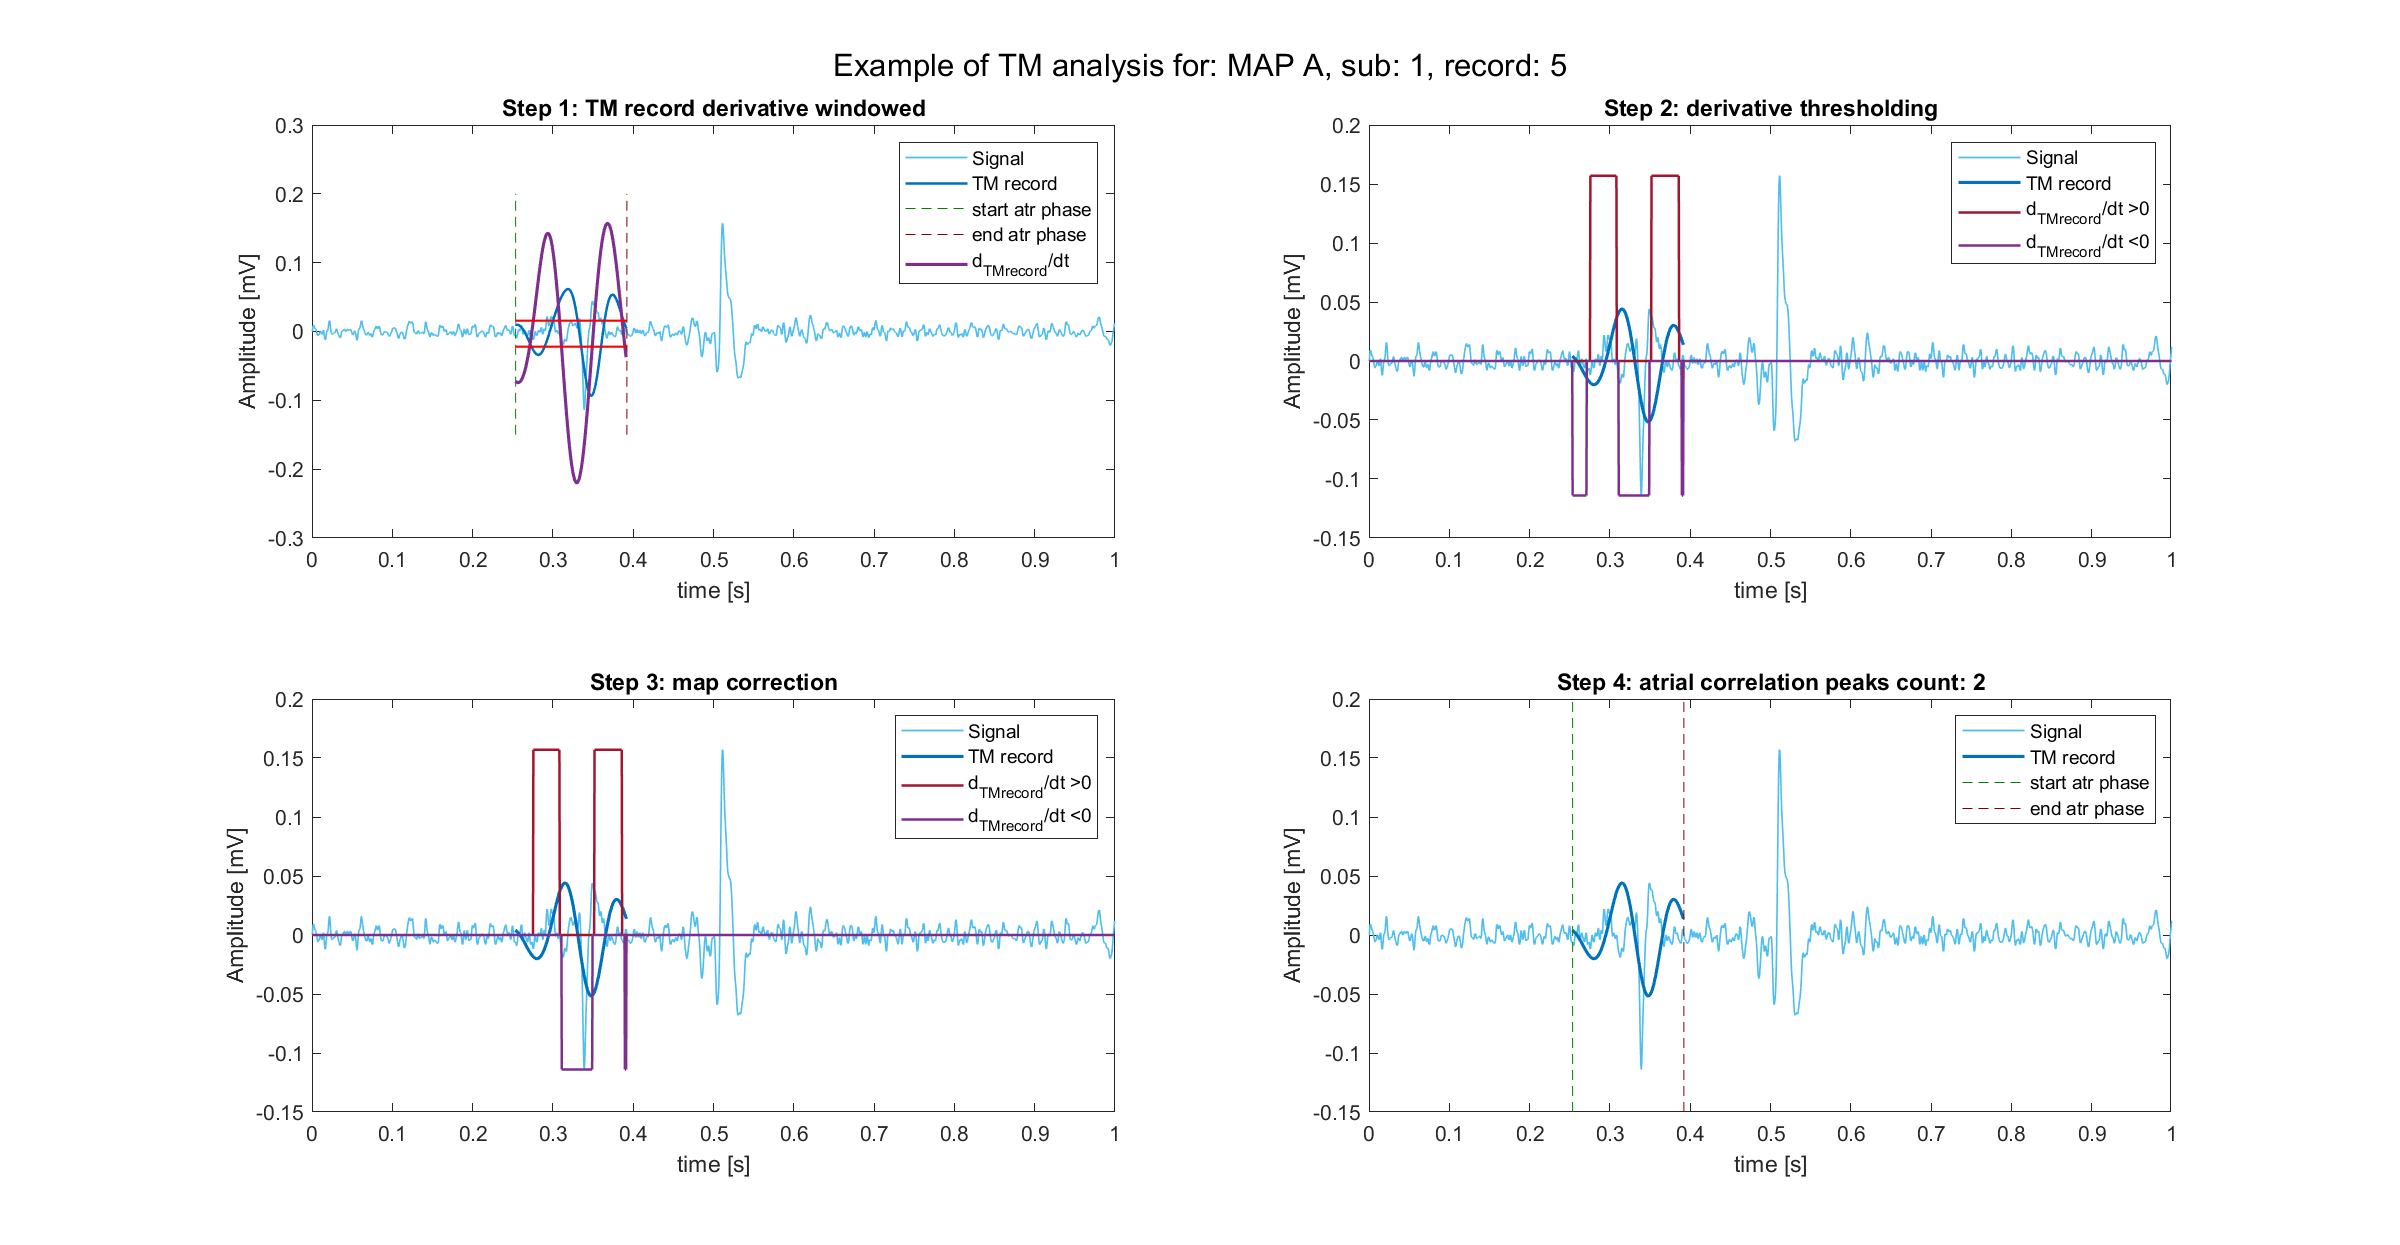 Example of TM analysis for: MAP A, sub: 1, record: 5
Step 1: TM record derivative windowed
0.3
0.2
0.1
0
-0.1
-0.2
-0.3
Amplitude [mV]
0 0.1 0.2 0.3 0.4 0.5 0.6 0.7 0.8 0.9 1
time [s]
Signal
TM record
start atr phase
end atr phase
dTMrecord/dt
Step 2: derivative thresholding
0.2
0.15
0.1
0.05
0
-0.05
-0.1
-0.15
Amplitude [mV]
0 0.1 0.2 0.3 0.4 0.5 0.6 0.7 0.8 0.9 1
time [s]
Signal
TM record
dTMrecord/dt >0
dTMrecord/dt <0
Step 3: map correction
0.2
0.15
0.1
0.05
0
-0.05
-0.1
-0.15
Amplitude [mV]
0 0.1 0.2 0.3 0.4 0.5 0.6 0.7 0.8 0.9 1
time [s]
Signal
TM record
dTMrecord/dt >0
dTMrecord/dt <0
Step 4: atrial correlation peaks count: 2
0.2
0.15
0.1
0.05
0
-0.05
-0.1
-0.15
Amplitude [mV]
0 0.1 0.2 0.3 0.4 0.5 0.6 0.7 0.8 0.9 1
time [s]
Signal
TM record
start atr phase
end atr phase